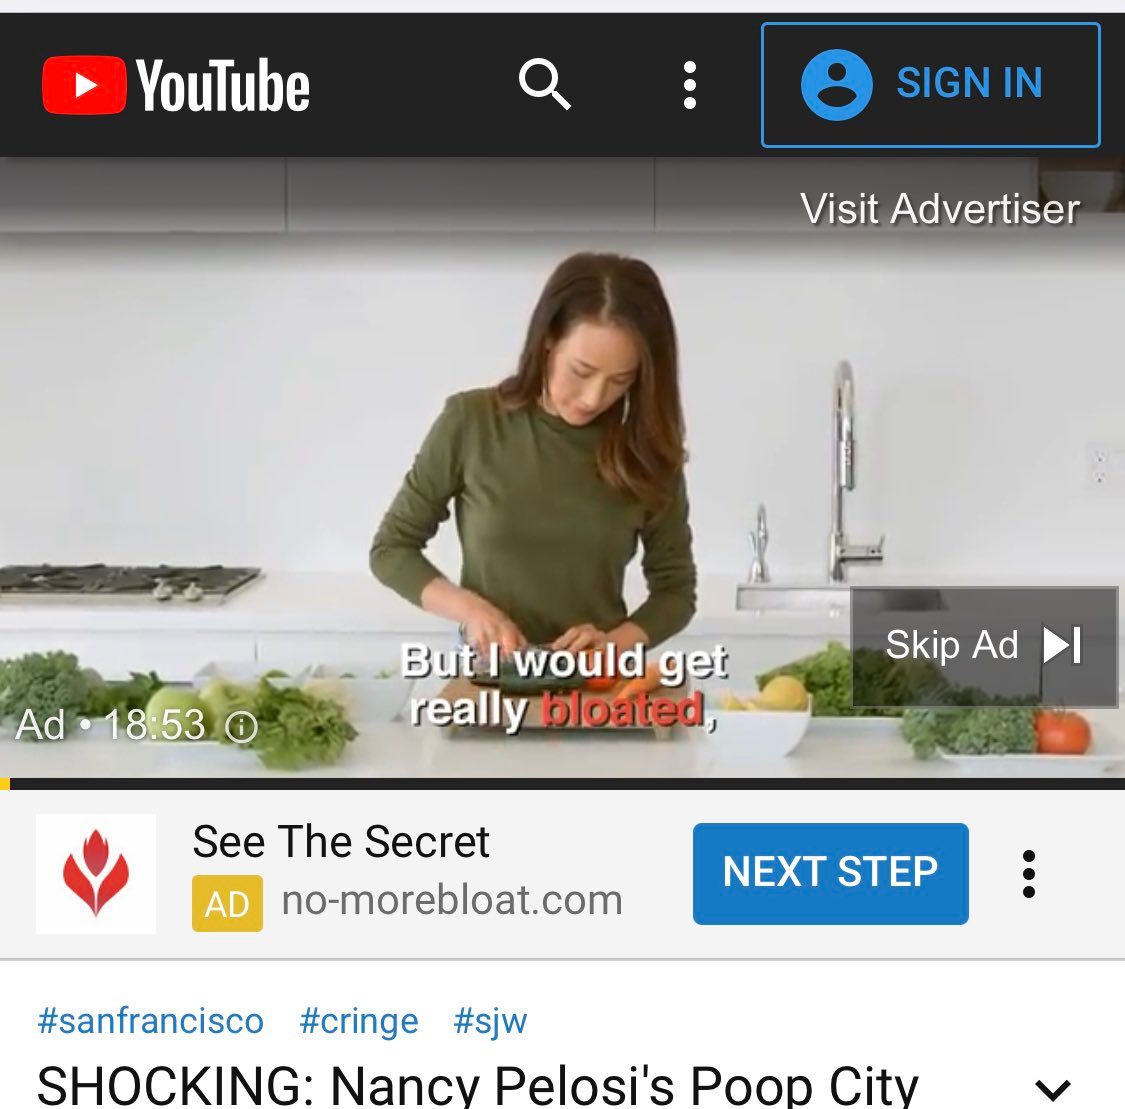 YouTube
SIGN IN
Visit Advertiser
Skip Ad
But I would get
really bloated,
Ad • 18:53
See The Secret
AD no-morebloat.com
NEXT STEP
#sanfrancisco #cringe #sjw
SHOCKING: Nancy Pelosi's Poop City